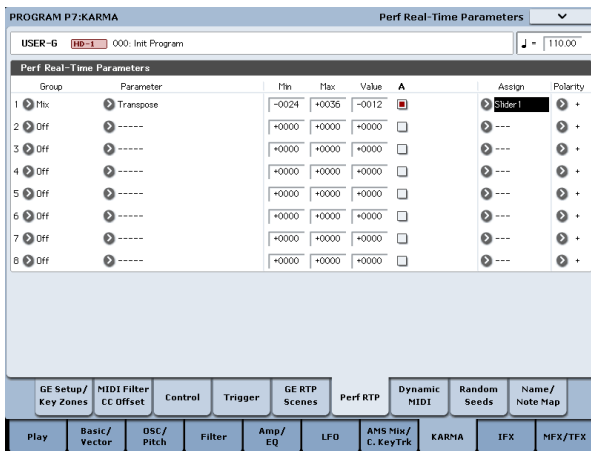 PROGRAM P7:KARMA Perf Real-Time Parameters
USER-G HD-1 000: Init Program ♩ = 110.00
Perf Real-Time Parameters
Group Parameter Min Max Value A Assign Polarity
1 Mix Transpose -0024 +0036 -0012 Slider1 +
2 Off ----- +0000 +0000 +0000 --- +
3 Off ----- +0000 +0000 +0000 --- +
4 Off ----- +0000 +0000 +0000 --- +
5 Off ----- +0000 +0000 +0000 --- +
6 Off ----- +0000 +0000 +0000 --- +
7 Off ----- +0000 +0000 +0000 --- +
8 Off ----- +0000 +0000 +0000 --- +
GE Setup/ MIDI Filter Control Trigger GE RTP Perf RTP Dynamic Random Name/
Key Zones CC Offset Scenes MIDI Seeds Note Map
Play Basic/ OSC/ Filter Amp/ LFO AMS Mix/ KARMA IFX MFX/TFX
Vector Pitch EQ C. KeyTrk